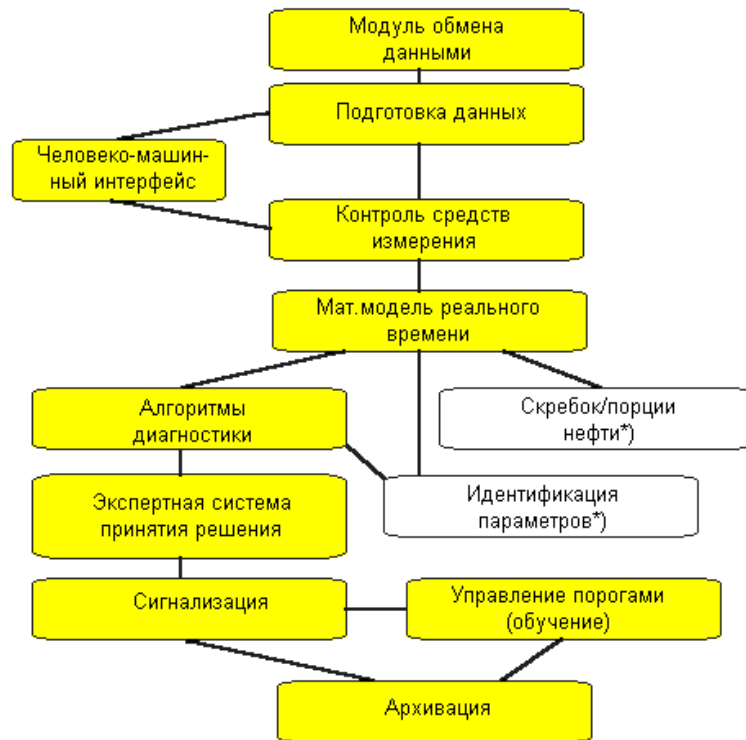 Модуль обмена
данными
Подготовка данных
Человеко-машин-
ный интерфейс
Контроль средств
измерения
Мат.модель реального
времени
Алгоритмы
диагностики
Скребок/порции
нефти*)
Экспертная система
принятия решения
Идентификация
параметров*)
Сигнализация
Управление порогами
(обучение)
Архивация